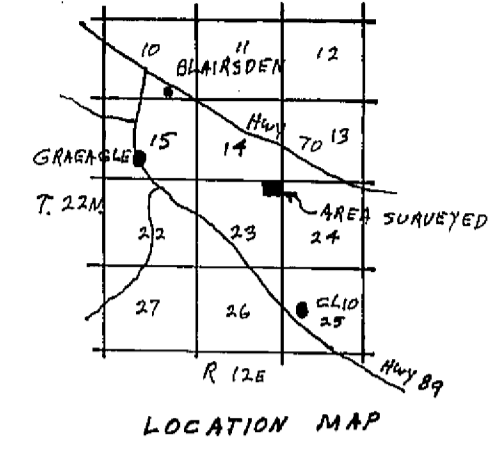 10 11 12
BLAIRSDEN
Hwy 70 13
15 14
GRAEAGLE
T. 22N.
AREA SURVEYED
22 23 24
CLIO
27 26 25
R 12E
Hwy 89
LOCATION MAP